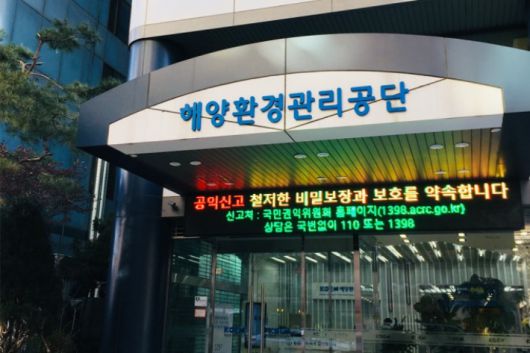 해양환경관리공단
공익신고 철저한 비밀보장과 보호를 약속합니다
신고처 : 국민권익위원회 홈페이지(1398.acrc.go.kr)
상담은 국번없이 110 또는 1398